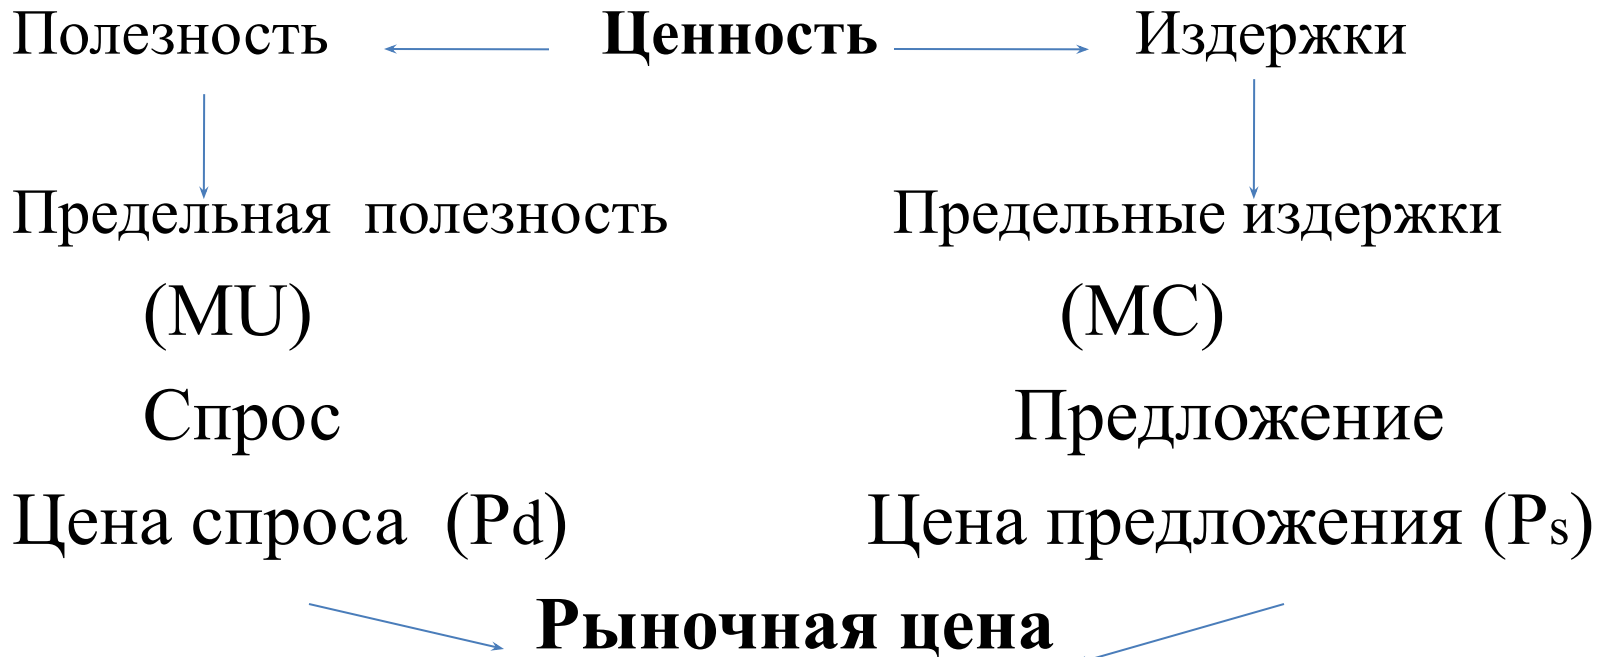 Полезность Ценность Издержки
Предельная полезность Предельные издержки
(MU) (MC)
Спрос Предложение
Цена спроса (Pd) Цена предложения (Ps)
Рыночная цена